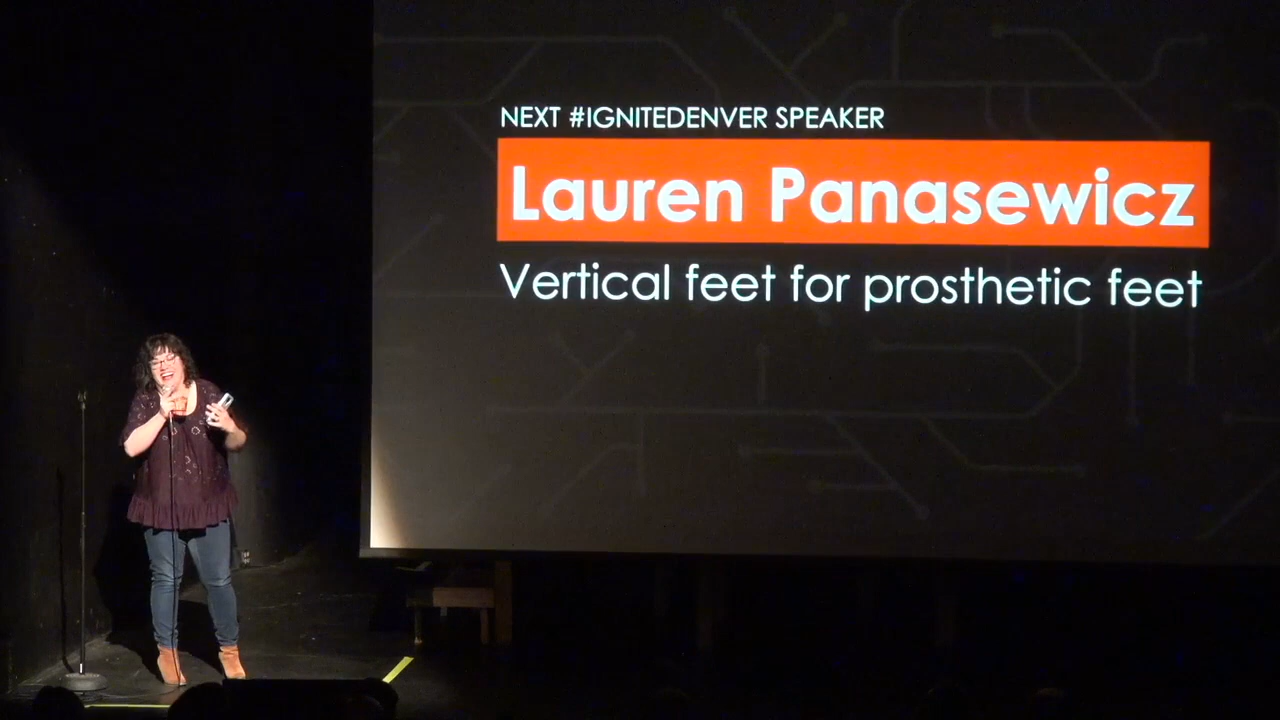 NEXT #IGNITEDENVER SPEAKER
Lauren Panasewicz
Vertical feet for prosthetic feet